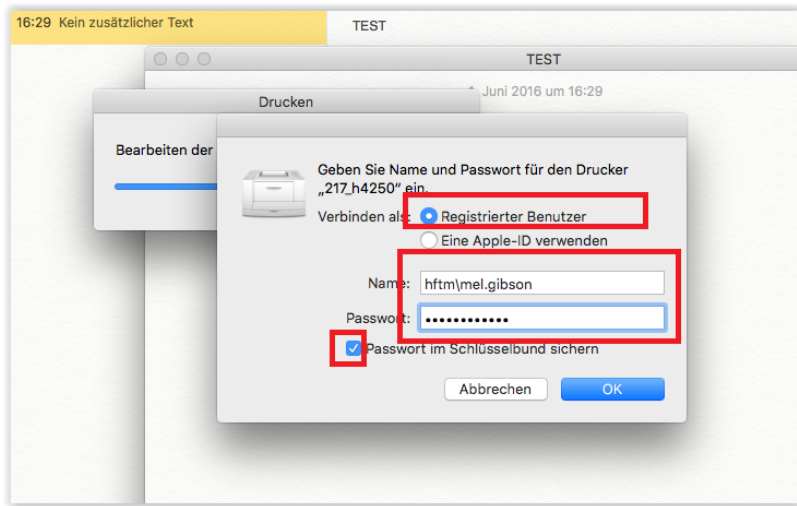 16:29 Kein zusätzlicher Text
TEST
TEST
Juni 2016 um 16:29
Drucken
Bearbeiten der
Geben Sie Name und Passwort für den Drucker
„217_h4250“ ein.
Verbinden als: Registrierter Benutzer
Eine Apple-ID verwenden
Name: hftm\mel.gibson
Passwort: ••••••••••••
Passwort im Schlüsselbund sichern
Abbrechen OK